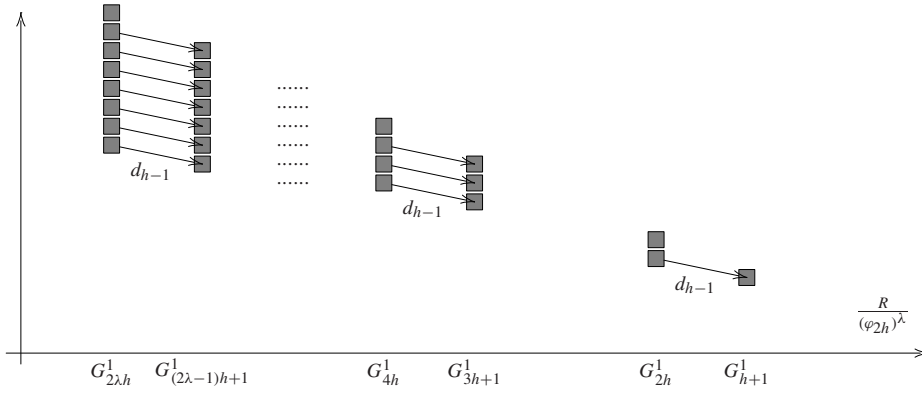 ......
......
......
......
......
......
d_{h−1}
d_{h−1}
d_{h−1}
\frac{R}{(φ_{2h})^λ}
G^1_{2λh} G^1_{(2λ−1)h+1} G^1_{4h} G^1_{3h+1} G^1_{2h} G^1_{h+1}